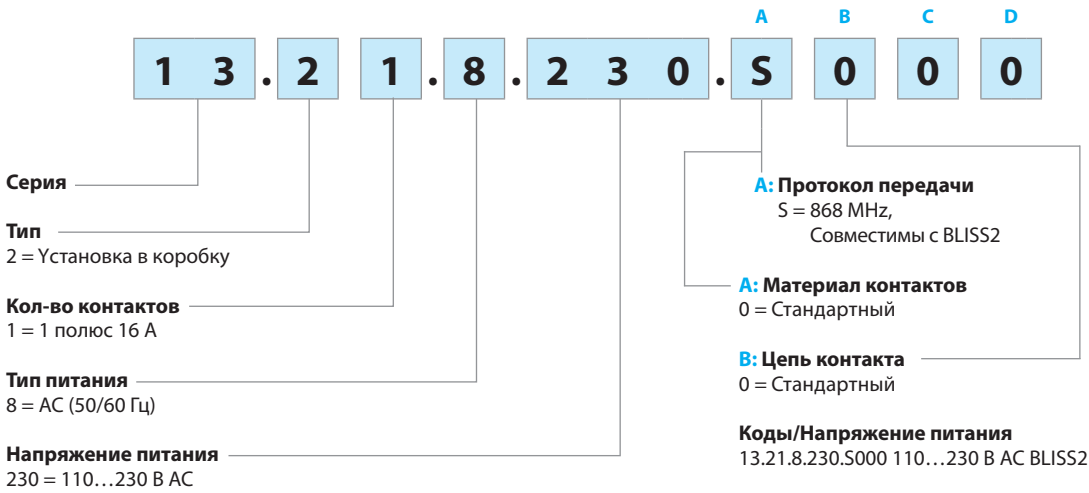 A B C D
1 3 . 2 1 . 8 . 2 3 0 . S 0 0 0
Серия
Тип
2 = Yстановка в коробку
Кол-во контактов
1 = 1 полюс 16 A
Тип питания
8 = AC (50/60 Гц)
Напряжение питания
230 = 110…230 В AC
A: Протокол передачи
S = 868 MHz,
Совместимы с BLISS2
A: Материал контактов
0 = Стандартный
B: Цепь контакта
0 = Стандартный
Коды/Напряжение питания
13.21.8.230.S000 110…230 В AC BLISS2